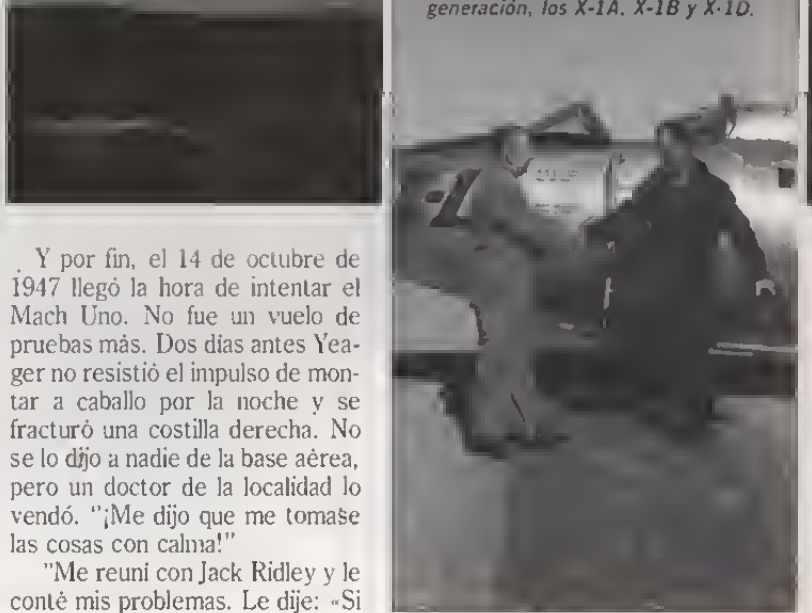 generación, los X-1A, X-1B y X-1D.
Y por fin, el 14 de octubre de
1947 llegó la hora de intentar el
Mach Uno. No fue un vuelo de
pruebas más. Dos días antes Yea-
ger no resistió el impulso de mon-
tar a caballo por la noche y se
fracturó una costilla derecha. No
se lo dijo a nadie de la base aérea,
pero un doctor de la localidad lo
vendó. "¡Me dijo que me tomase
las cosas con calma!"
"Me reuni con Jack Ridley y le
conté mis problemas. Le dije: «Si